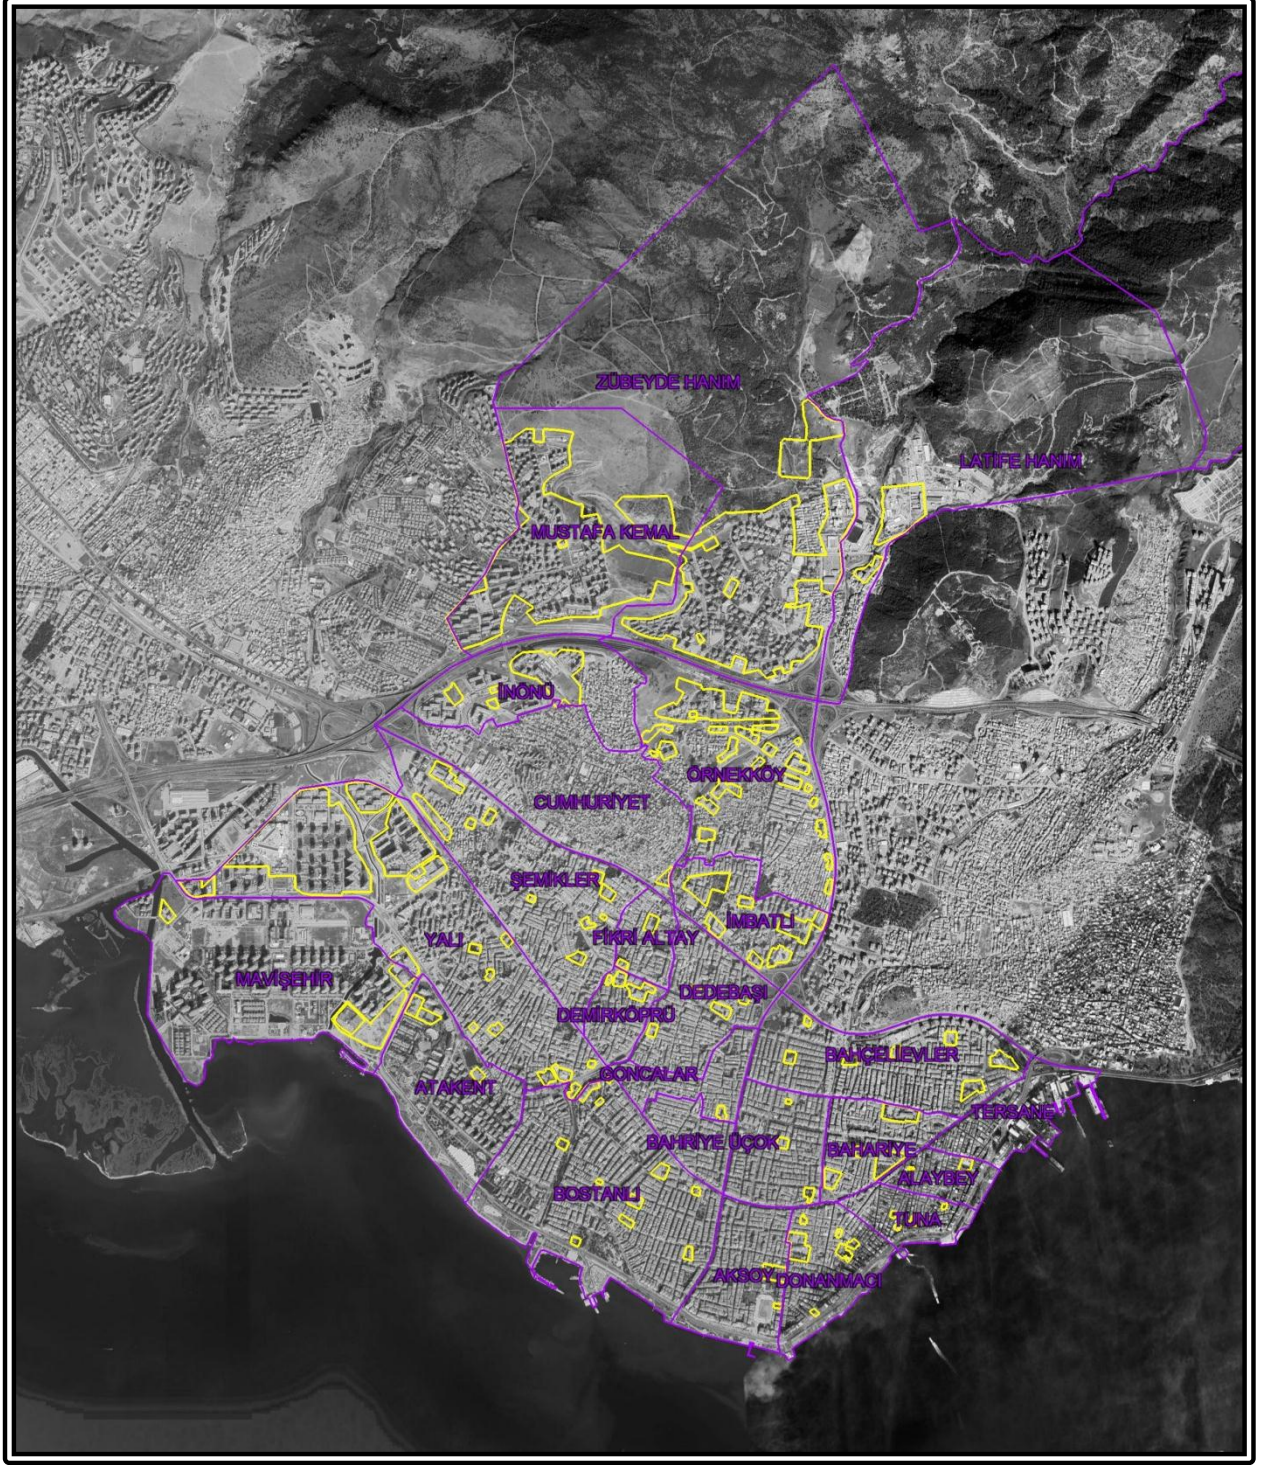 ZÜBEYDE HANIM
LATİFE HANIM
MUSTAFA KEMAL
İNÖNÜ
ÖRNEKKÖY
CUMHURİYET
ŞEMİKLER
İMBATLI
YALI
FİKRİ ALTAY
MAVİŞEHİR
DEDEBAŞI
DEMİRKÖPRÜ
BAHÇELİEVLER
GONCALAR
ATAKENT
TERSANE
BAHRİYE ÜÇOK
BAHARİYE
ALAYBEY
BOSTANLI
TUNA
AKSOY
DONANMACI